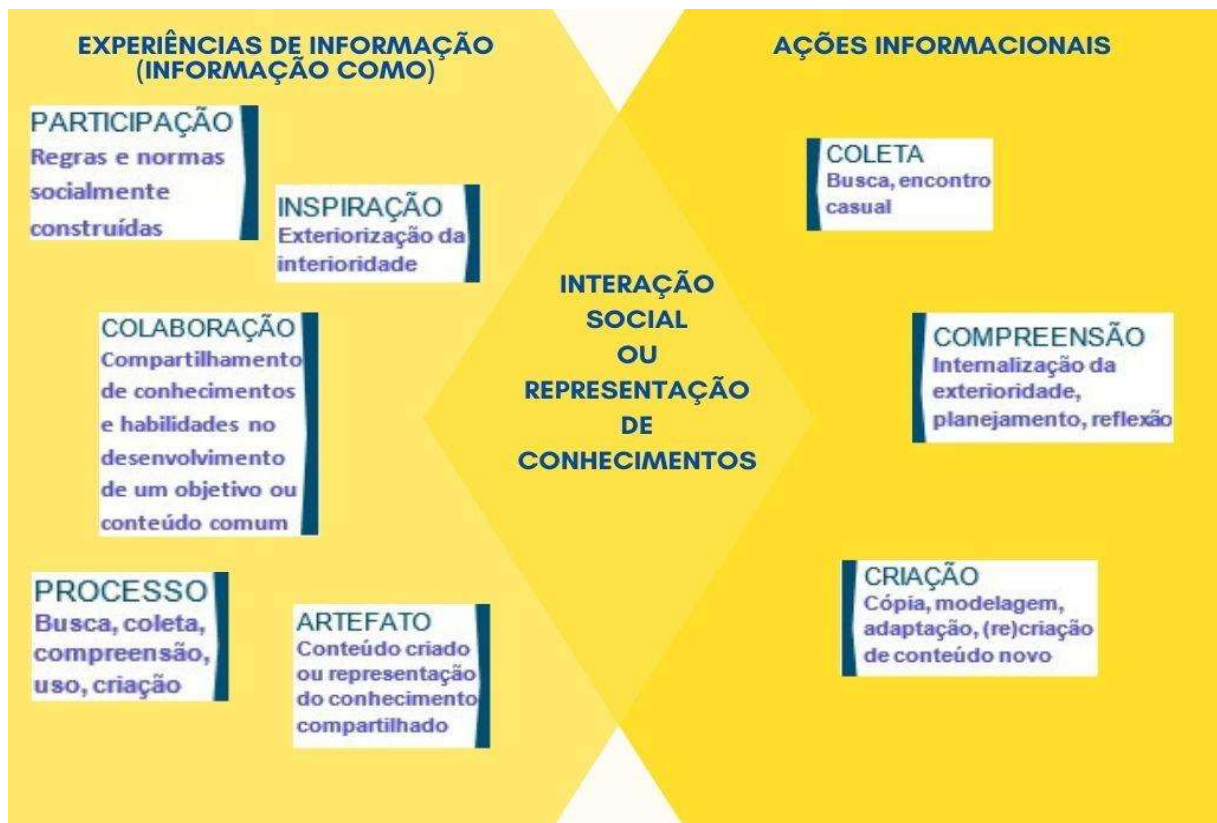 EXPERIÊNCIAS DE INFORMAÇÃO
(INFORMAÇÃO COMO)
PARTICIPAÇÃO
Regras e normas
socialmente
construídas
INSPIRAÇÃO
Exteriorização da
interioridade
COLABORAÇÃO
Compartilhamento
de conhecimentos
e habilidades no
desenvolvimento
de um objetivo ou
conteúdo comum
PROCESSO
Busca, coleta,
compreensão,
uso, criação
ARTEFATO
Conteúdo criado
ou representação
do conhecimento
compartilhado
INTERAÇÃO
SOCIAL
OU
REPRESENTAÇÃO
DE
CONHECIMENTOS
AÇÕES INFORMACIONAIS
COLETA
Busca, encontro
casual
COMPREENSÃO
Internalização da
exterioridade,
planejamento, reflexão
CRIAÇÃO
Cópia, modelagem,
adaptação, (re)criação
de conteúdo novo